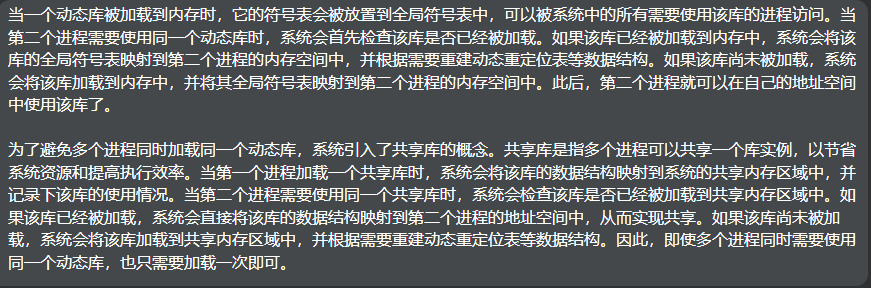 当一个动态库被加载到内存时，它的符号表会被放置到全局符号表中，可以被系统中的所有需要使用该库的进程访问。当
第二个进程需要使用同一个动态库时，系统会首先检查该库是否已经被加载。如果该库已经被加载到内存中，系统会将该
库的全局符号表映射到第二个进程的内存空间中，并根据需要重建动态重定位表等数据结构。如果该库尚未被加载，系统
会将该库加载到内存中，并将其全局符号表映射到第二个进程的内存空间中。此后，第二个进程就可以在自己的地址空间
中使用该库了。
为了避免多个进程同时加载同一个动态库，系统引入了共享库的概念。共享库是指多个进程可以共享一个库实例，以节省
系统资源和提高执行效率。当第一个进程加载一个共享库时，系统会将该库的数据结构映射到系统的共享内存区域中，并
记录下该库的使用情况。当第二个进程需要使用同一个共享库时，系统会检查该库是否已经被加载到共享内存区域中。如
果该库已经被加载，系统会直接将该库的数据结构映射到第二个进程的地址空间中，从而实现共享。如果该库尚未被加
载，系统会将该库加载到共享内存区域中，并根据需要重建动态重定位表等数据结构。因此，即使多个进程同时需要使用
同一个动态库，也只需要加载一次即可。